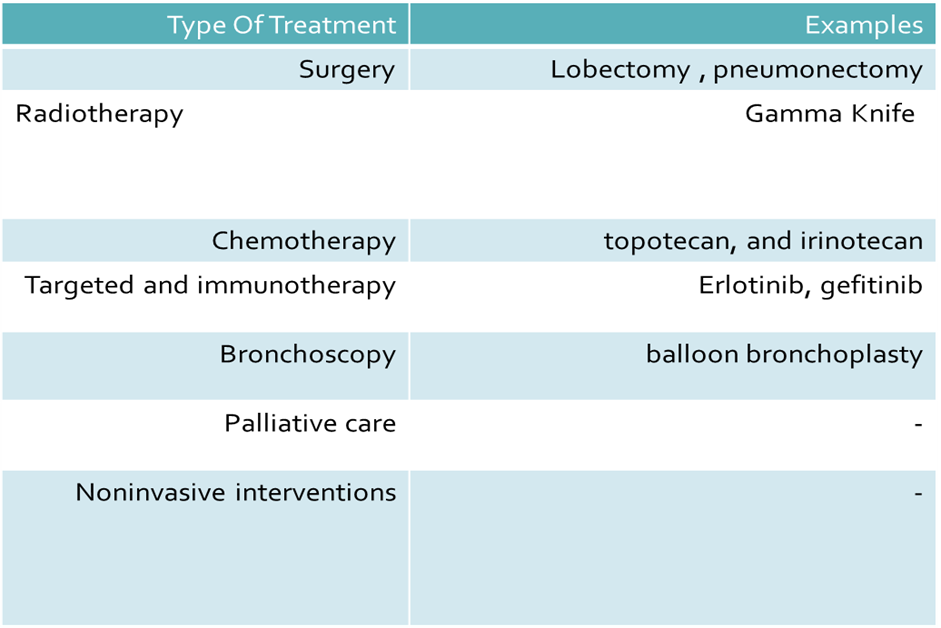 Type Of Treatment Examples
Surgery Lobectomy , pneumonectomy
Radiotherapy Gamma Knife
Chemotherapy topotecan, and irinotecan
Targeted and immunotherapy Erlotinib, gefitinib
Bronchoscopy balloon bronchoplasty
Palliative care -
Noninvasive interventions -